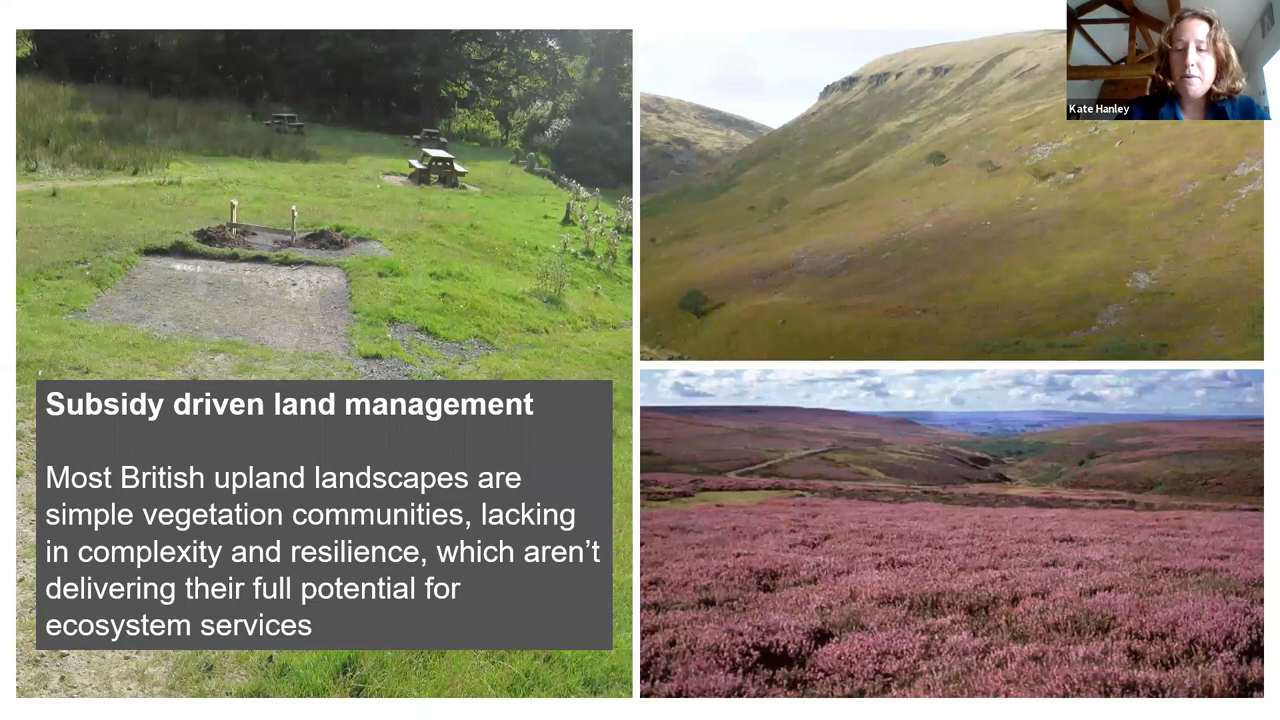 Kate Hanley
Subsidy driven land management
Most British upland landscapes are
simple vegetation communities, lacking
in complexity and resilience, which aren’t
delivering their full potential for
ecosystem services